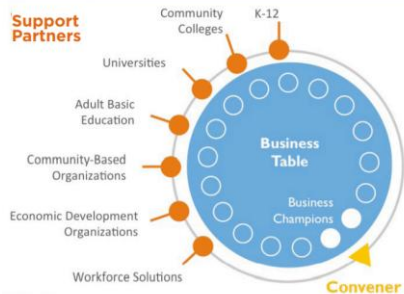 Support
Partners
Community
Colleges
K-12
Universities
Adult Basic
Education
Community-Based
Organizations
Economic Development
Organizations
Workforce Solutions
Business
Table
Business
Champions
Convener